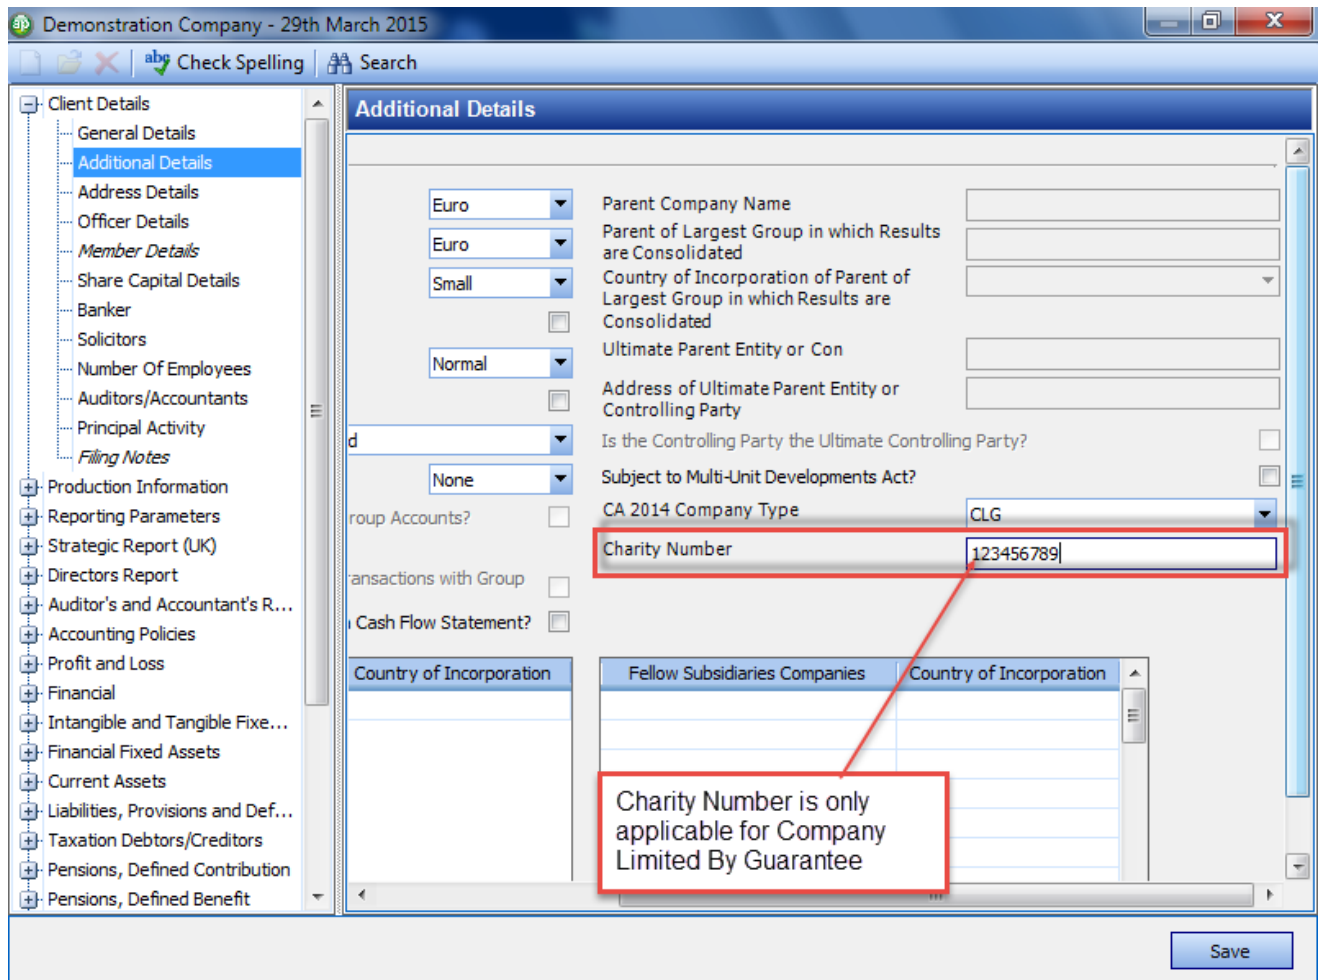 Demonstration Company - 29th March 2015
abc Check Spelling Search
Client Details
General Details
Additional Details
Address Details
Officer Details
Member Details
Share Capital Details
Banker
Solicitors
Number Of Employees
Auditors/Accountants
Principal Activity
Filing Notes
Production Information
Reporting Parameters
Strategic Report (UK)
Directors Report
Auditor's and Accountant's R...
Accounting Policies
Profit and Loss
Financial
Intangible and Tangible Fixe...
Financial Fixed Assets
Current Assets
Liabilities, Provisions and Def...
Taxation Debtors/Creditors
Pensions, Defined Contribution
Pensions, Defined Benefit
Additional Details
Euro
Euro
Small
Normal
d
None
roup Accounts?
ansactions with Group
Cash Flow Statement?
Parent Company Name
Parent of Largest Group in which Results
are Consolidated
Country of Incorporation of Parent of
Largest Group in which Results are
Consolidated
Ultimate Parent Entity or Con
Address of Ultimate Parent Entity or
Controlling Party
Is the Controlling Party the Ultimate Controlling Party?
Subject to Multi-Unit Developments Act?
CA 2014 Company Type CLG
Charity Number 123456789
Country of Incorporation
Fellow Subsidiaries Companies Country of Incorporation
Charity Number is only
applicable for Company
Limited By Guarantee
Save